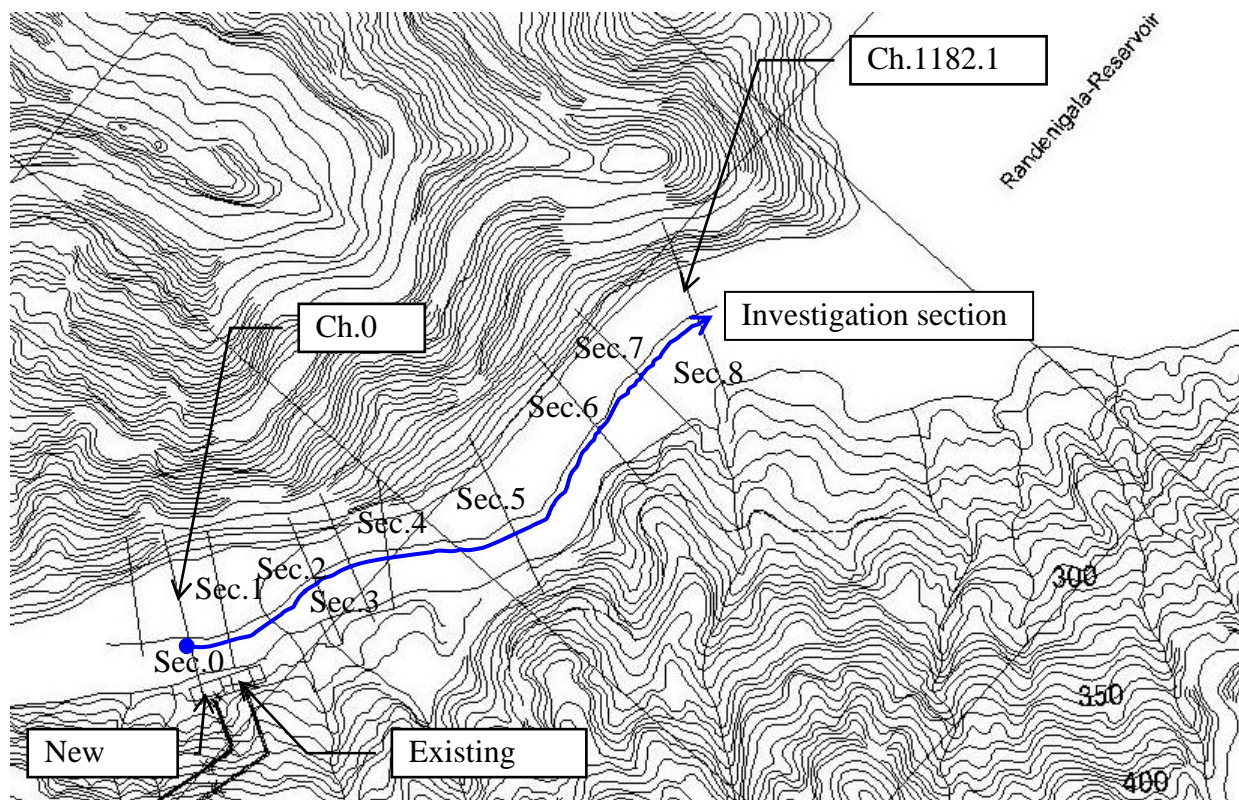 Ch.1182.1
Randenigala-Reservoir
Ch.0
Investigation section
Sec.7
Sec.8
Sec.6
Sec.5
Sec.4
Sec.2
Sec.1
Sec.3
300
Sec.0
350
New
Existing
400